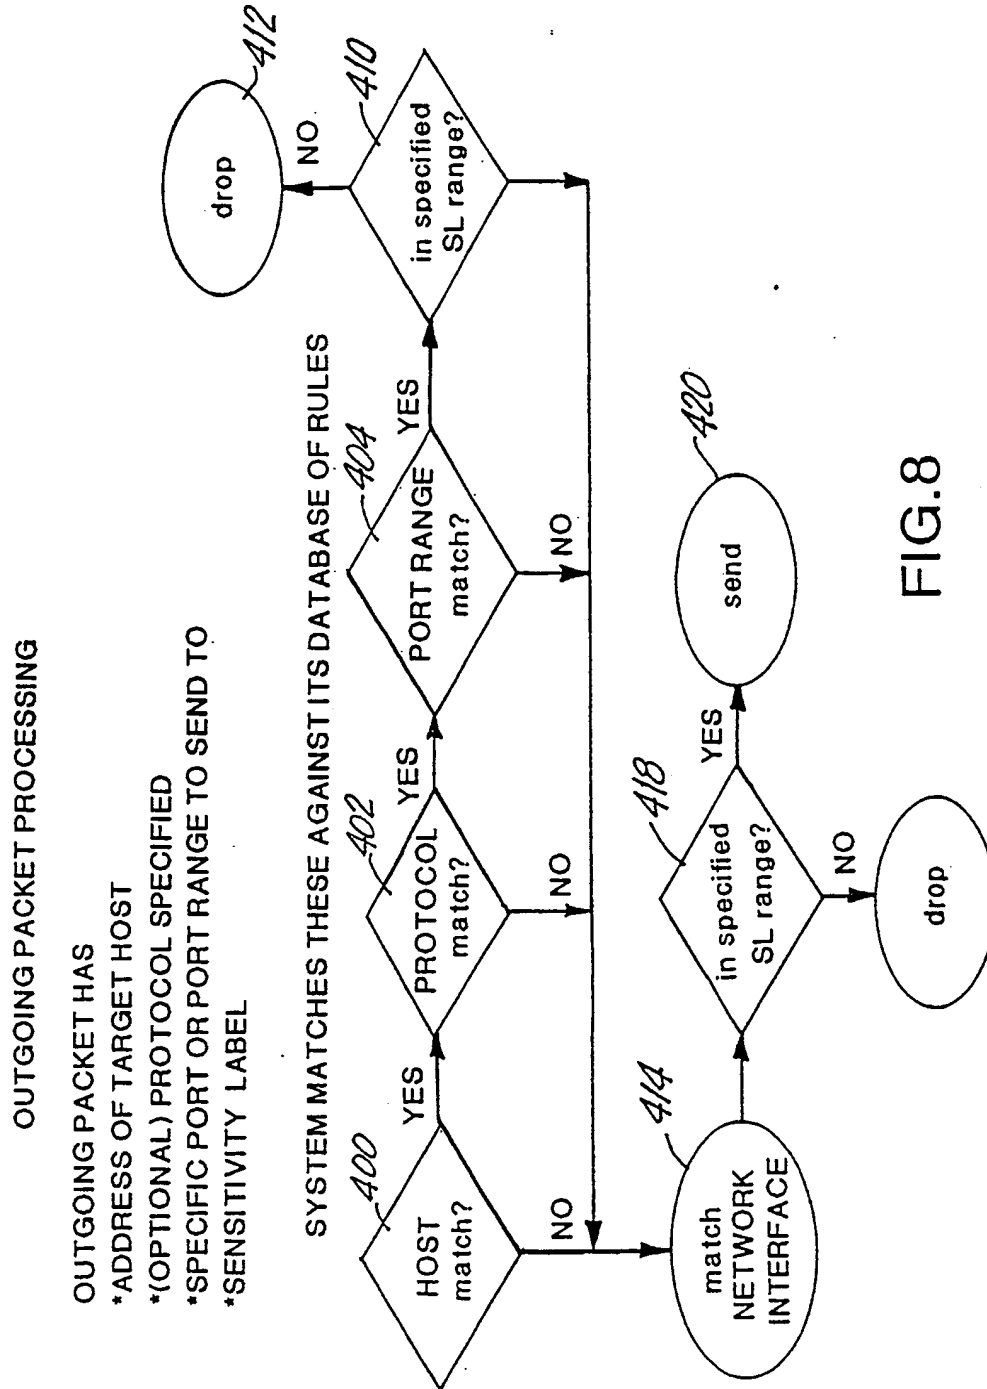 OUTGOING PACKET PROCESSING
OUTGOING PACKET HAS
*ADDRESS OF TARGET HOST
*(OPTIONAL) PROTOCOL SPECIFIED
*SPECIFIC PORT OR PORT RANGE TO SEND TO
*SENSITIVITY LABEL
SYSTEM MATCHES THESE AGAINST ITS DATABASE OF RULES
400
HOST
match?
YES
NO
402
PROTOCOL
match?
YES
NO
404
PORT RANGE
match?
YES
NO
410
in specified
SL range?
NO
412
drop
414
match
NETWORK
INTERFACE
418
in specified
SL range?
YES
NO
420
send
drop
FIG.8